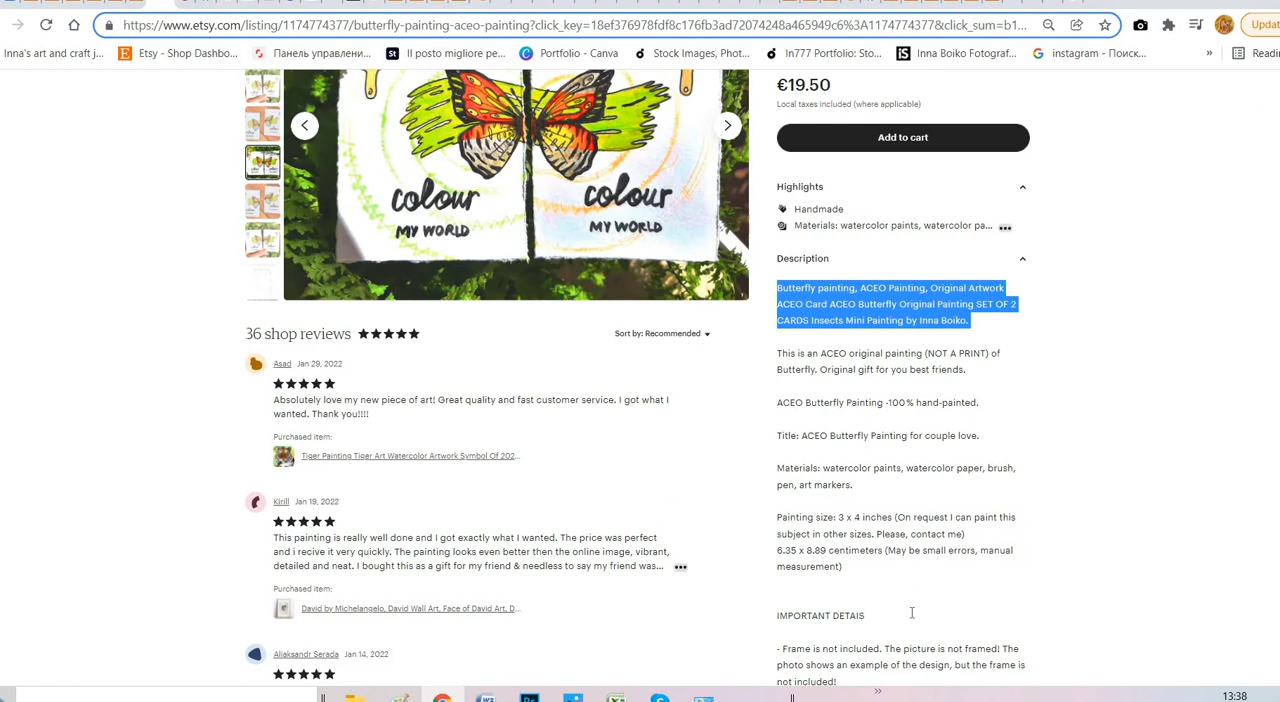 https://www.etsy.com/listing/1174774377/butterfly-painting-aceo-painting?click_key=18ef376978fdf8c176fb3ad72074248a465949c6%3A1174774377&click_sum=b1...
Updat
Inna's art and craft j...
Etsy - Shop Dashbo...
Панель управлени...
Il posto migliore pe...
Portfolio - Canva
Stock Images, Phot...
In777 Portfolio: Sto...
Inna Boiko Fotograf...
instagram - Поиск...
»
Readin
€19.50
Local taxes included (where applicable)
Add to cart
colour
MY WORLD
colour
MY WORLD
Highlights
Handmade
Materials: watercolor paints, watercolor pa...
Description
Butterfly painting, ACEO Painting, Original Artwork
ACEO Card ACEO Butterfly Original Painting SET OF 2
CARDS Insects Mini Painting by Inna Boiko.
This is an ACEO original painting (NOT A PRINT) of
Butterfly. Original gift for you best friends.
ACEO Butterfly Painting -100% hand-painted.
Title: ACEO Butterfly Painting for couple love.
Materials: watercolor paints, watercolor paper, brush,
pen, art markers.
Painting size: 3 x 4 inches (On request I can paint this
subject in other sizes. Please, contact me)
6.35 x 8.89 centimeters (May be small errors, manual
measurement)
IMPORTANT DETAIS
- Frame is not included. The picture is not framed! The
photo shows an example of the design, but the frame is
not included!
36 shop reviews
Sort by: Recommended
Asad Jan 29, 2022
Absolutely love my new piece of art! Great quality and fast customer service. I got what I
wanted. Thank you!!!!
Purchased item:
Tiger Painting Tiger Art Watercolor Artwork Symbol Of 202...
Kirill Jan 19, 2022
This painting is really well done and I got exactly what I wanted. The price was perfect
and i recive it very quickly. The painting looks even better then the online image, vibrant,
detailed and neat. I bought this as a gift for my friend & needless to say my friend was...
Purchased item:
David by Michelangelo, David Wall Art, Face of David Art, D...
Aliaksandr Serada Jan 14, 2022
»
13:38